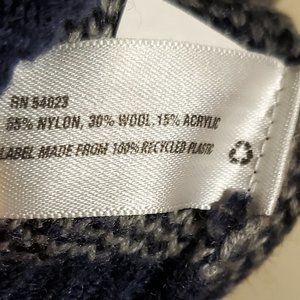 RN 54023
55% NYLON, 30% WOOL, 15% ACRYLIC
LABEL MADE FROM 100% RECYCLED PLASTIC